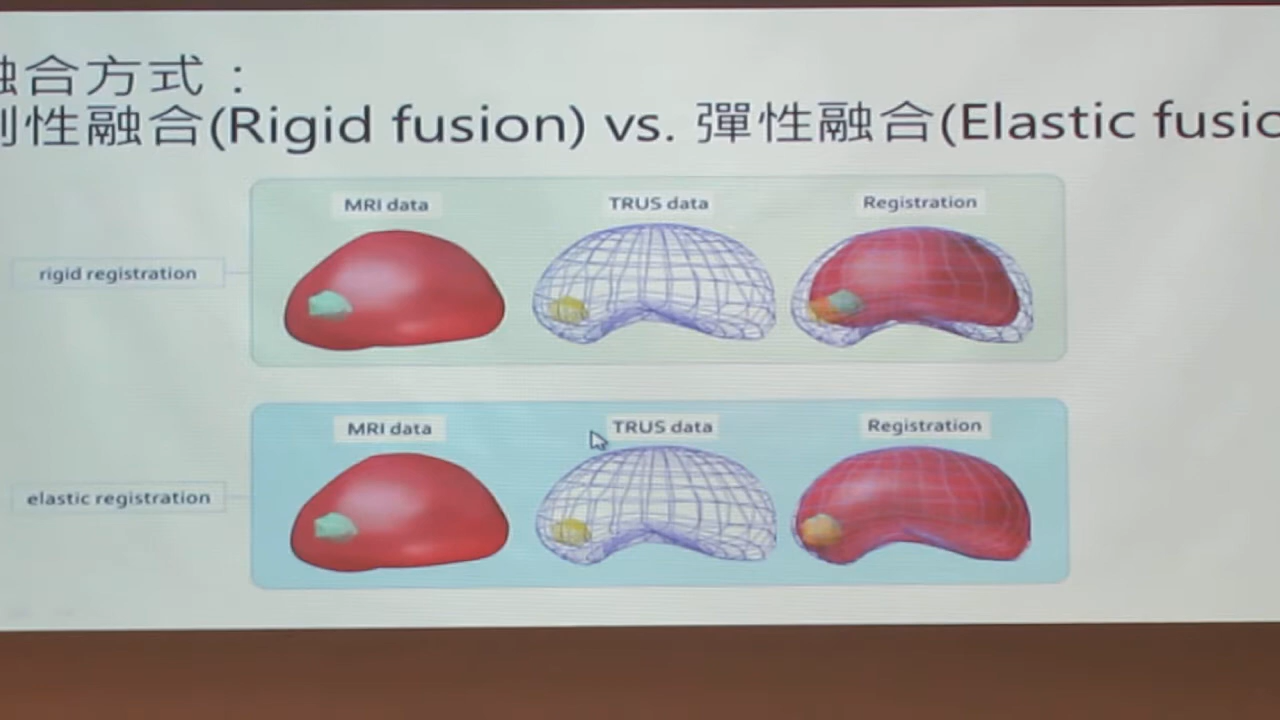 融合方式：
剛性融合(Rigid fusion) vs. 彈性融合(Elastic fusio
MRI data
TRUS data
Registration
rigid registration
MRI data
TRUS data
Registration
elastic registration